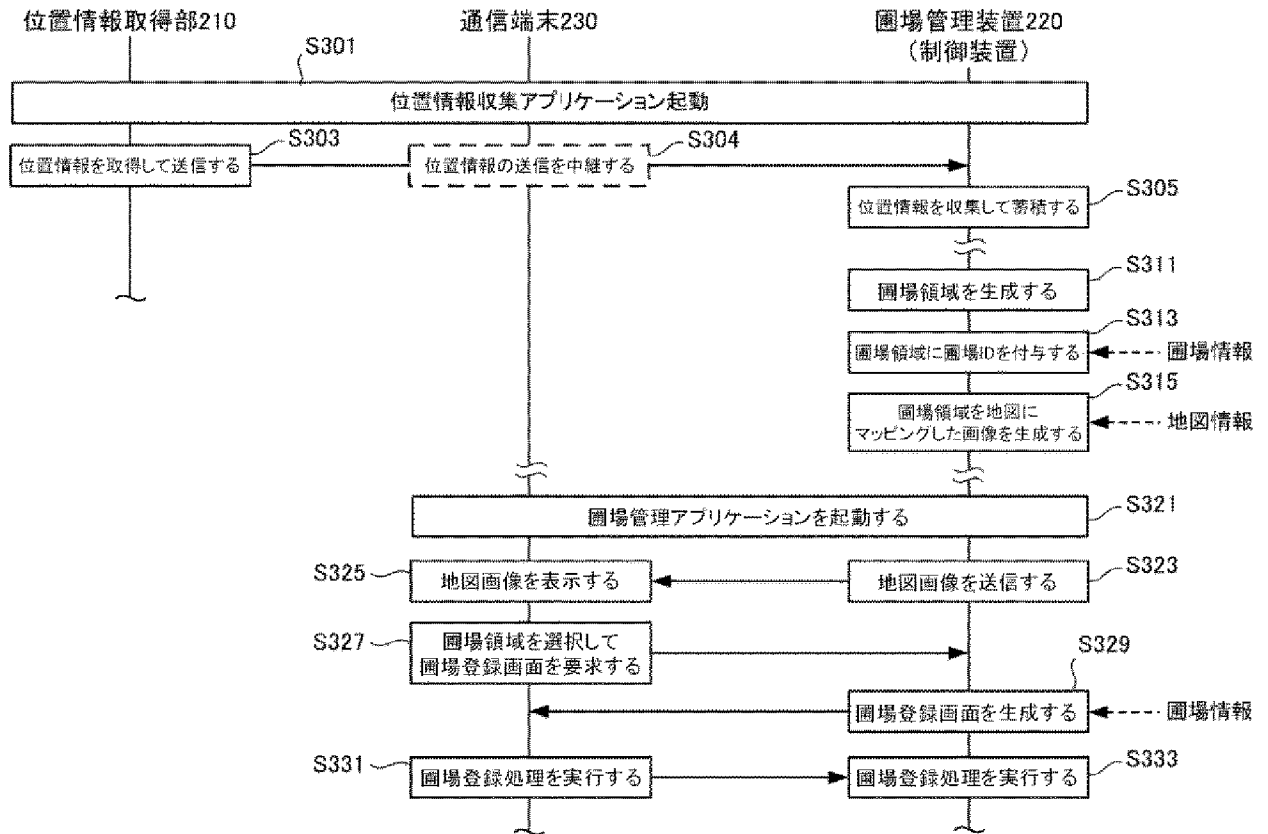 位置情報取得部210
通信端末230
圃場管理装置220
（制御装置）
S301
位置情報収集アプリケーション起動
S303
位置情報を取得して送信する
S304
位置情報の送信を中継する
S305
位置情報を収集して蓄積する
S311
圃場領域を生成する
S313
圃場領域に圃場IDを付与する
圃場情報
S315
圃場領域を地図に
マッピングした画像を生成する
地図情報
圃場管理アプリケーションを起動する
S321
S325
地図画像を表示する
地図画像を送信する
S323
S327
圃場領域を選択して
圃場登録画面を要求する
S329
圃場登録画面を生成する
圃場情報
S331
圃場登録処理を実行する
圃場登録処理を実行する
S333